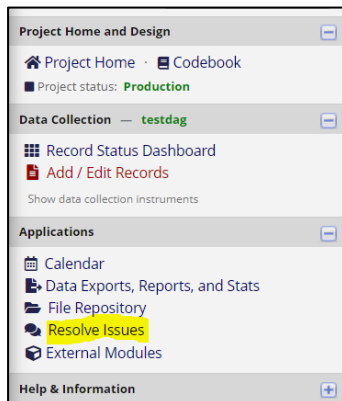 Project Home and Design
Project Home · Codebook
Project status: Production
Data Collection — testdag
Record Status Dashboard
Add / Edit Records
Show data collection instruments
Applications
Calendar
Data Exports, Reports, and Stats
File Repository
Resolve Issues
External Modules
Help & Information